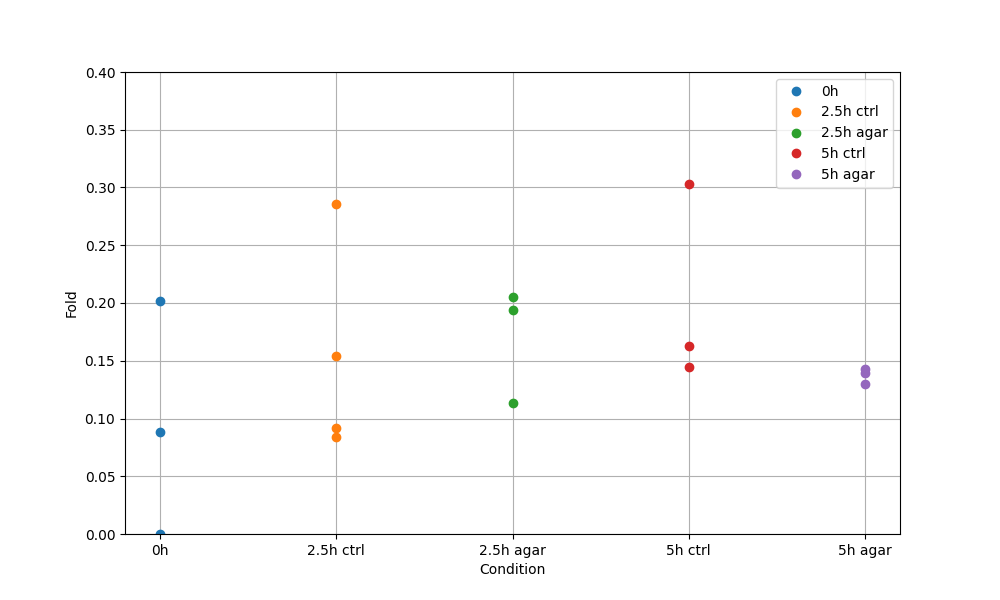 0.40
0.35
0.30
0.25
0.20
0.15
0.10
0.05
0.00
Fold
0h
2.5h ctrl
2.5h agar
5h ctrl
5h agar
0h
2.5h ctrl
2.5h agar
5h ctrl
5h agar
Condition